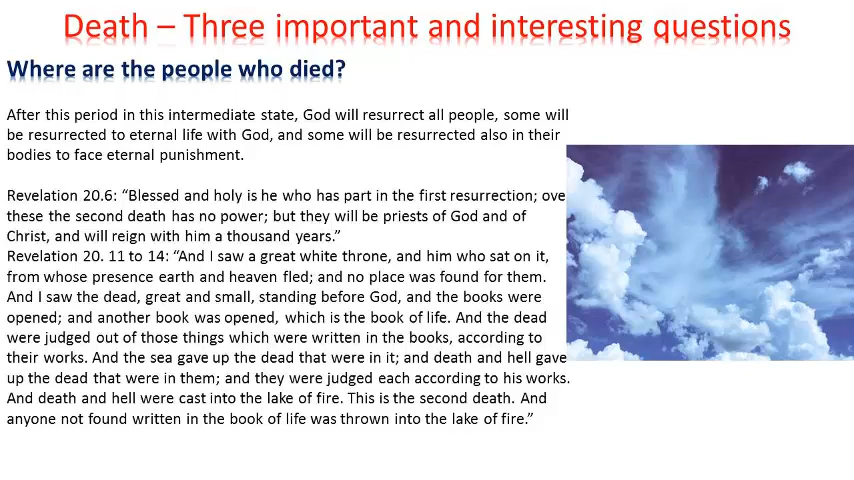 Death – Three important and interesting questions
Where are the people who died?
After this period in this intermediate state, God will resurrect all people, some will
be resurrected to eternal life with God, and some will be resurrected also in their
bodies to face eternal punishment.
Revelation 20.6: “Blessed and holy is he who has part in the first resurrection; ove
these the second death has no power; but they will be priests of God and of
Christ, and will reign with him a thousand years.”
Revelation 20. 11 to 14: “And I saw a great white throne, and him who sat on it,
from whose presence earth and heaven fled; and no place was found for them.
And I saw the dead, great and small, standing before God, and the books were
opened; and another book was opened, which is the book of life. And the dead
were judged out of those things which were written in the books, according to
their works. And the sea gave up the dead that were in it; and death and hell gave
up the dead that were in them; and they were judged each according to his works.
And death and hell were cast into the lake of fire. This is the second death. And
anyone not found written in the book of life was thrown into the lake of fire.”